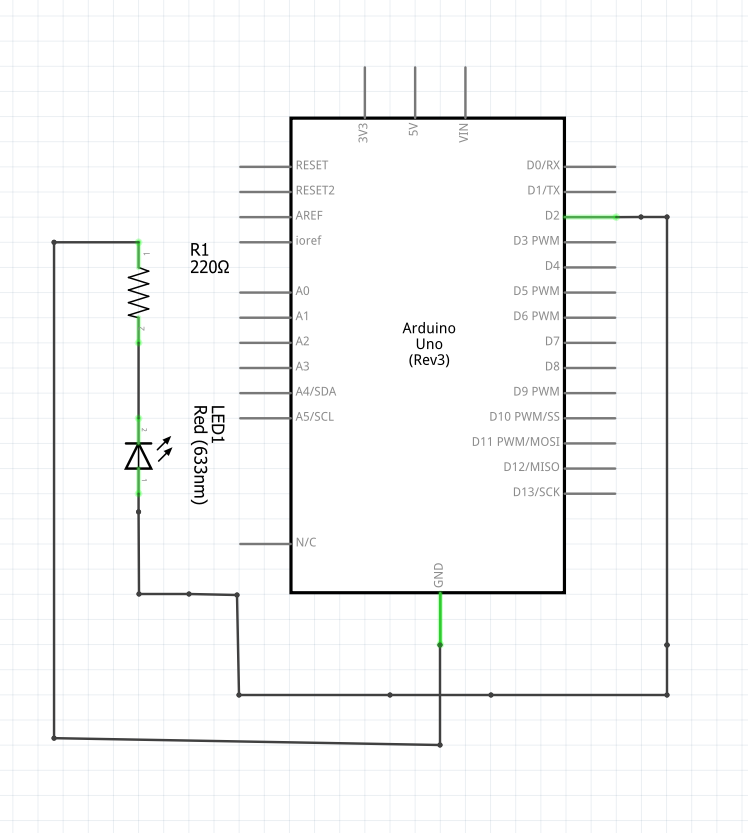 3V3
5V
VIN
RESET
RESET2
AREF
ioref
A0
A1
A2
A3
A4/SDA
A5/SCL
N/C
D0/RX
D1/TX
D2
D3 PWM
D4
D5 PWM
D6 PWM
D7
D8
D9 PWM
D10 PWM/SS
D11 PWM/MOSI
D12/MISO
D13/SCK
GND
Arduino
Uno
(Rev3)
R1
220Ω
1
2
LED1
Red (633nm)
2
1